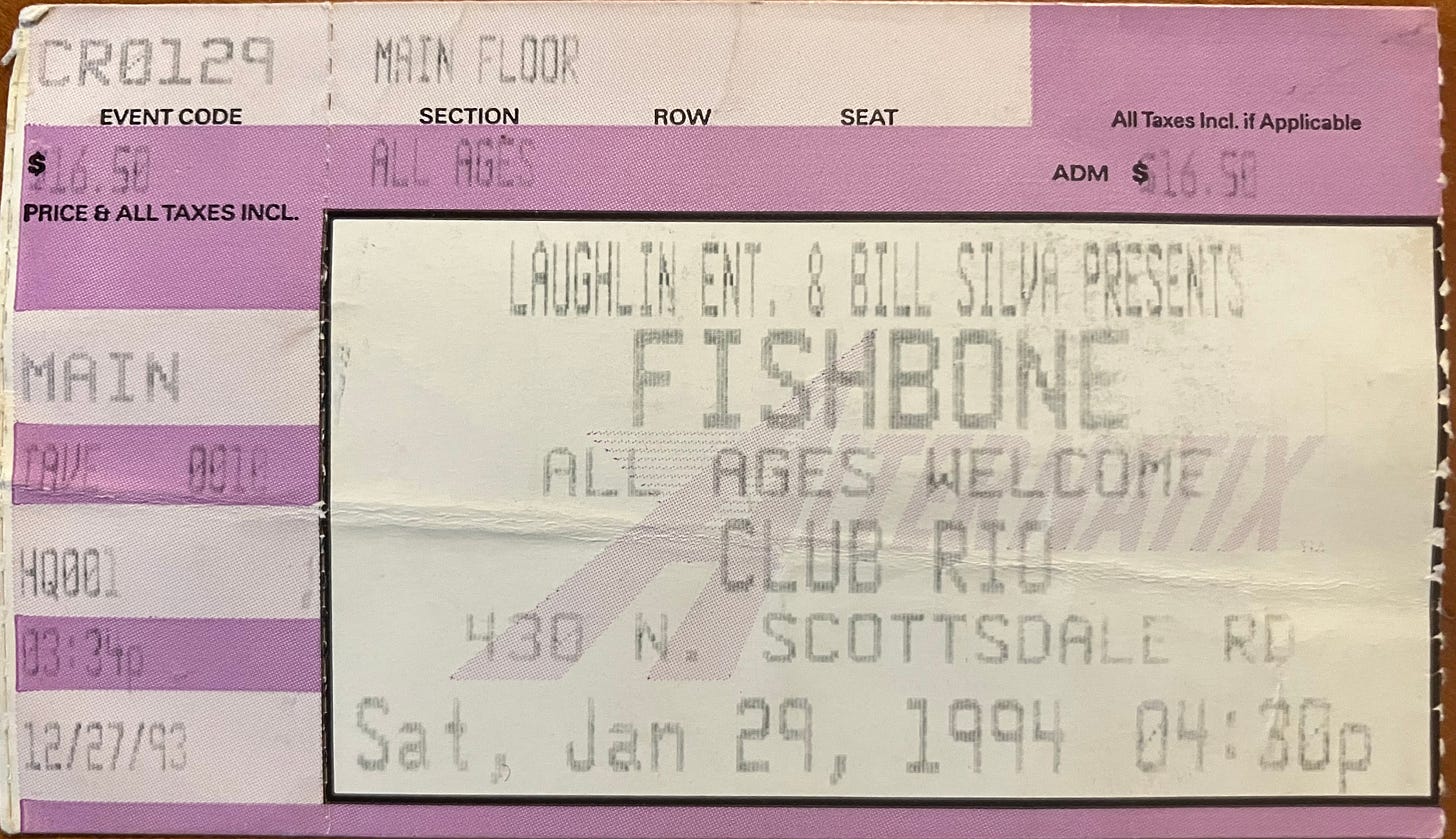 CR0129
EVENT CODE
$ $16.50
PRICE & ALL TAXES INCL.
MAIN
HQ001
03:34p
12/27/93
MAIN FLOOR
SECTION ROW SEAT
ALL AGES
All Taxes Incl. if Applicable
ADM $ $16.50
LAUGHLIN ENT. & BILL SILVA PRESENTS
FISHBONE
ALL AGES WELCOME
CLUB RIO
430 N. SCOTTSDALE RD
Sat, Jan 29, 1994 04:30p